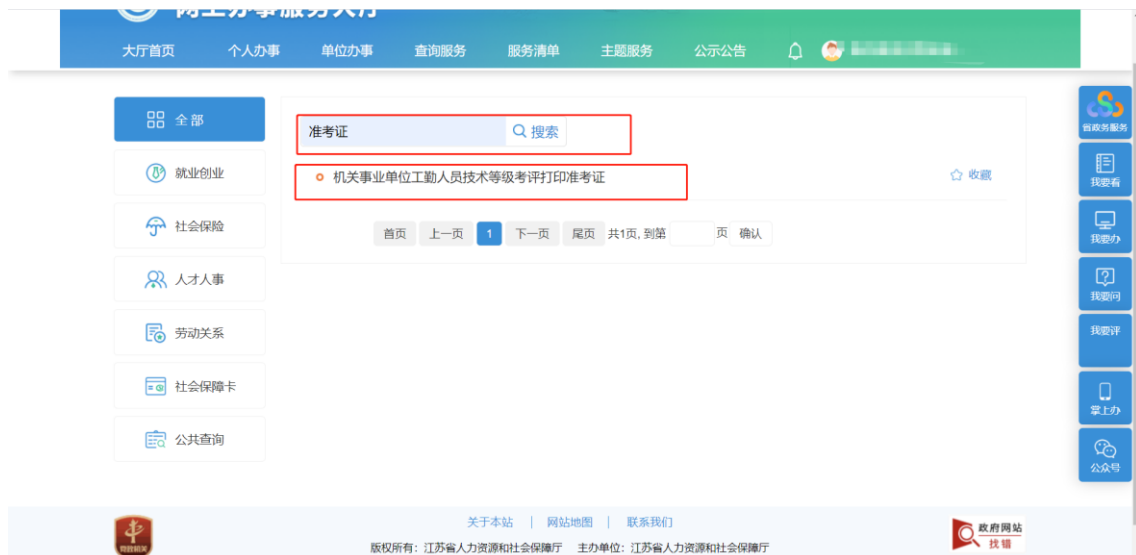 网上办事服务大厅
大厅首页 个人办事 单位办事 查询服务 服务清单 主题服务 公示公告
全部
就业创业
社会保险
人才人事
劳动关系
社会保障卡
公共查询
准考证 搜索
机关事业单位工勤人员技术等级考评打印准考证 收藏
首页 上一页 1 下一页 尾页 共1页, 到第 页 确认
省政务服务
我要看
我要办
我要问
我要评
掌上办
公众号
关于本站 | 网站地图 | 联系我们
版权所有：江苏省人力资源和社会保障厅 主办单位：江苏省人力资源和社会保障厅
党政机关
政府网站
找错